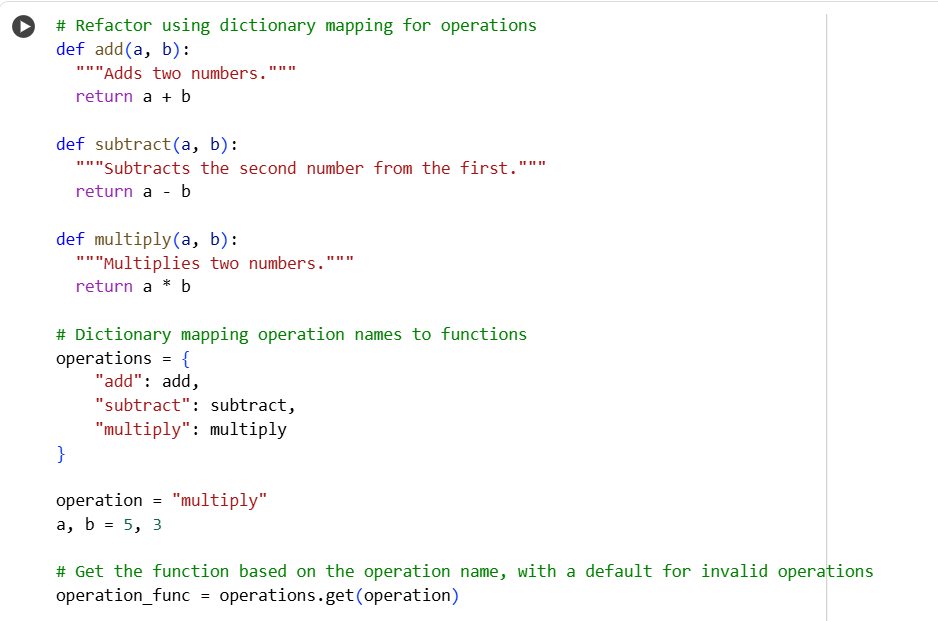 # Refactor using dictionary mapping for operations
def add(a, b):
  """Adds two numbers."""
  return a + b

def subtract(a, b):
  """Subtracts the second number from the first."""
  return a - b

def multiply(a, b):
  """Multiplies two numbers."""
  return a * b

# Dictionary mapping operation names to functions
operations = {
    "add": add,
    "subtract": subtract,
    "multiply": multiply
}

operation = "multiply"
a, b = 5, 3

# Get the function based on the operation name, with a default for invalid operations
operation_func = operations.get(operation)